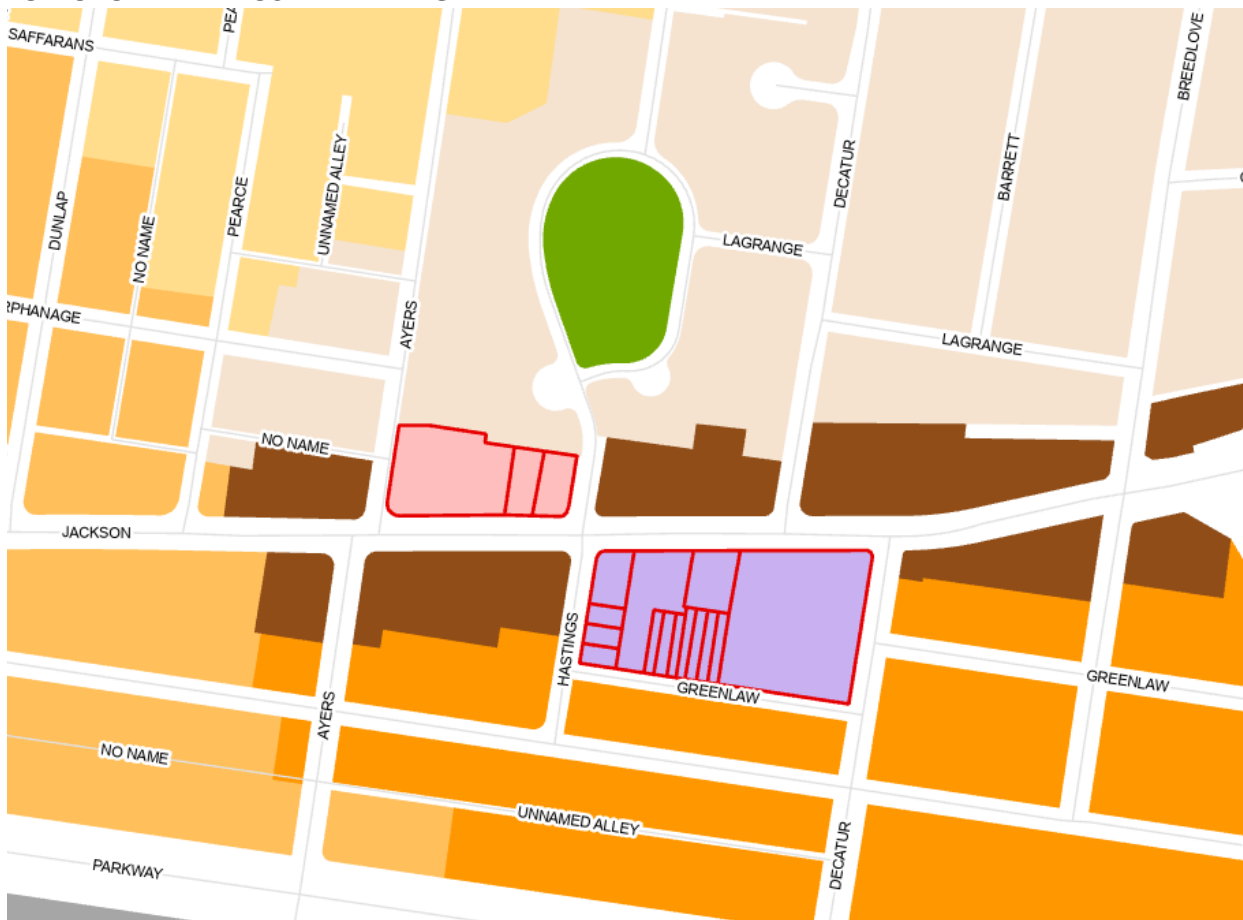 SAFFARANS
BREEDLOVE
UNNAMED ALLEY
BARRETT
DECATUR
PEARCE
DUNLAP
NO NAME
LAGRANGE
RPHANAGE
AYERS
LAGRANGE
NO NAME
JACKSON
HASTINGS
GREENLAW
GREENLAW
AYERS
NO NAME
UNNAMED ALLEY
DECATUR
PARKWAY